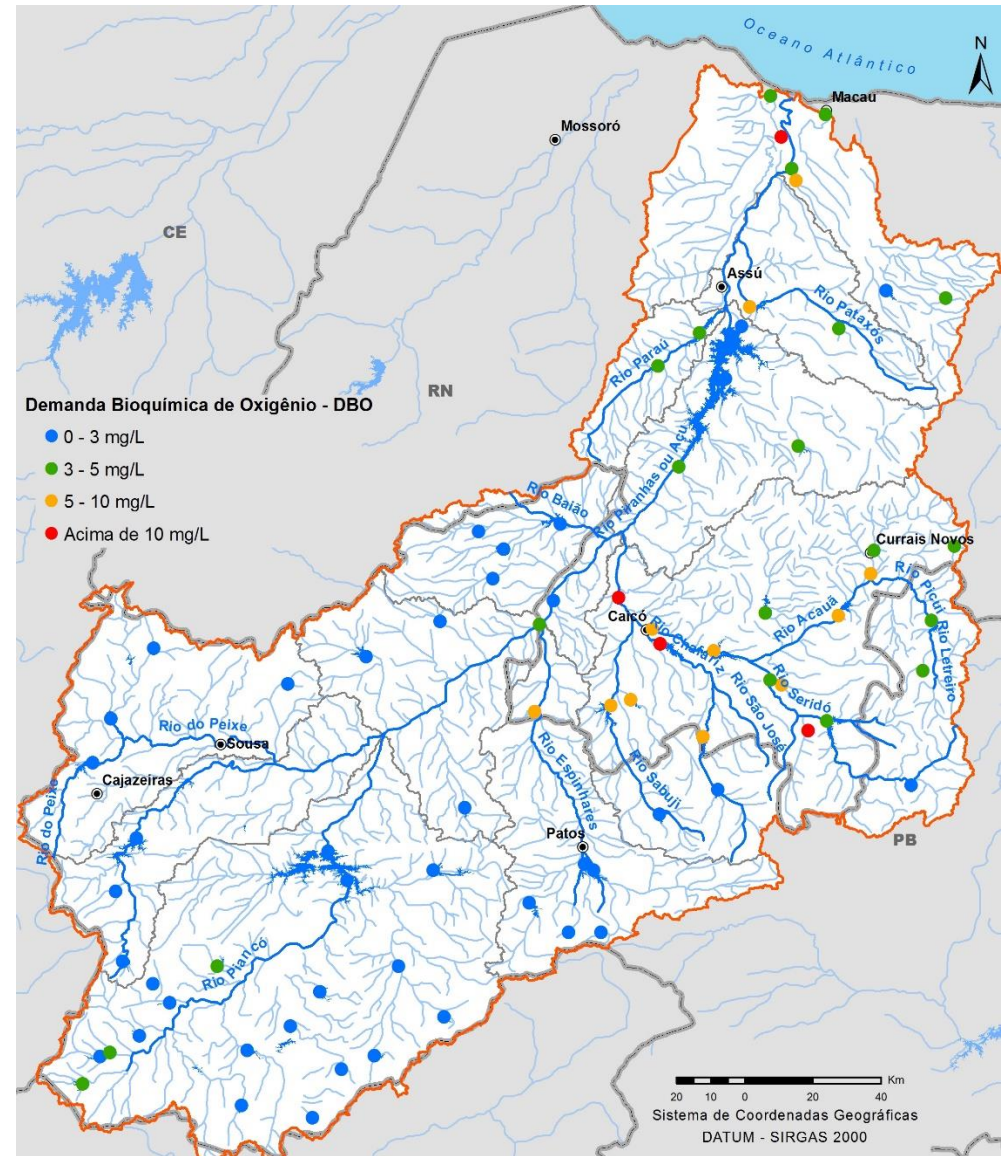 Oceano Atlântico
N
Macau
Mossoró
CE
Assú
Rio Pataxós
Rio Paraú
RN
Demanda Bioquímica de Oxigênio - DBO
0 - 3 mg/L
3 - 5 mg/L
5 - 10 mg/L
Acima de 10 mg/L
Rio Piranhas ou Açu
Rio Baião
Currais Novos
Rio Picuí
Rio Acauã
Rio Letreiro
Caicó
Rio Chafariz
Rio São José
Rio Seridó
Rio do Peixe
Sousa
Cajazeiras
Rio do Peixe
Rio Espinhares
Rio Sabuji
Patos
PB
Rio Piancó
20 10 0 20 40 Km
Sistema de Coordenadas Geográficas
DATUM - SIRGAS 2000